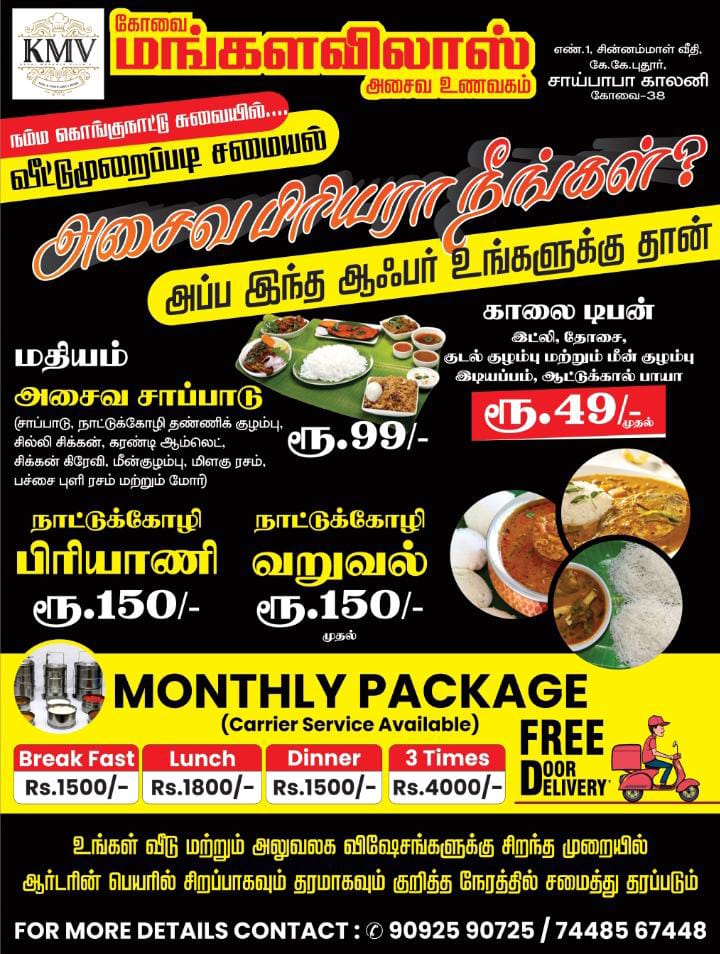 KMV
கோவை
மங்களவிலாஸ்
அசைவ உணவகம்
எண்.1, சின்னம்மாள் வீதி,
கே.கே.புதூர்,
சாய்பாபா காலனி
கோவை-38
நம்ம கொங்குநாட்டு சுவையில்....
வீட்டுமுறைப்படி சமையல்
அசைவ பிரியரா நீங்கள்?
அப்ப இந்த ஆஃபர் உங்களுக்கு தான்
காலை டிபன்
இட்லி, தோசை,
குடல் குழம்பு மற்றும் மீன் குழம்பு
இடியப்பம், ஆட்டுக்கால் பாயா
ரூ.49/-
முதல்
மதியம்
அசைவ சாப்பாடு
(சாப்பாடு, நாட்டுக்கோழி தண்ணிக் குழம்பு,
சில்லி சிக்கன், கரண்டி ஆம்லெட்,
சிக்கன் கிரேவி, மீன்குழம்பு, மிளகு ரசம்,
பச்சை புளி ரசம் மற்றும் மோர்)
ரூ.99/-
நாட்டுக்கோழி
பிரியாணி
ரூ.150/-
நாட்டுக்கோழி
வறுவல்
ரூ.150/-
முதல்
MONTHLY PACKAGE
(Carrier Service Available)
Break Fast Lunch Dinner 3 Times
Rs.1500/- Rs.1800/- Rs.1500/- Rs.4000/-
FREE
DOOR
DELIVERY*
உங்கள் வீடு மற்றும் அலுவலக விஷேசங்களுக்கு சிறந்த முறையில்
ஆர்டரின் பெயரில் சிறப்பாகவும் தரமாகவும் குறித்த நேரத்தில் சமைத்து தரப்படும்
FOR MORE DETAILS CONTACT : ✆ 90925 90725 / 74485 67448